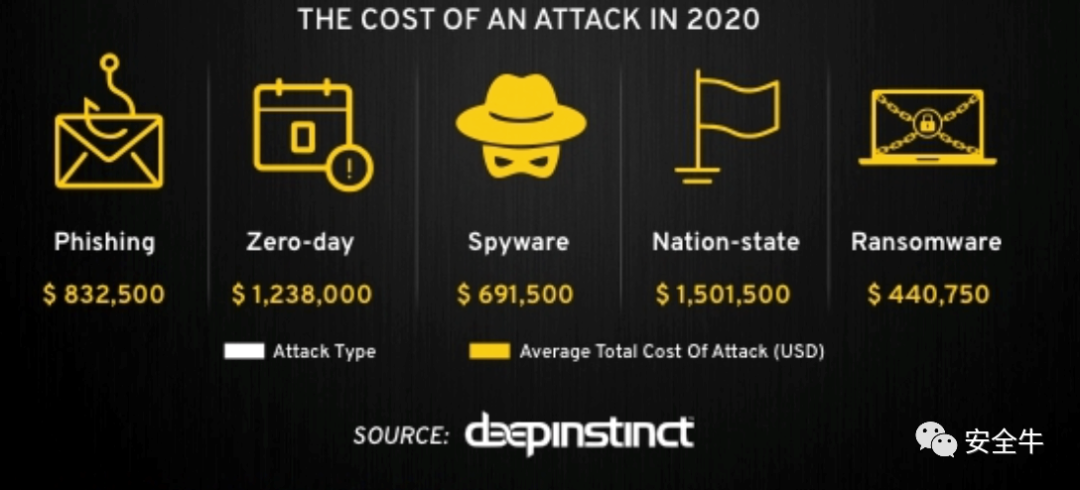 THE COST OF AN ATTACK IN 2020
Phishing
Zero-day
Spyware
Nation-state
Ransomware
$ 832,500
$ 1,238,000
$ 691,500
$ 1,501,500
$ 440,750
Attack Type
Average Total Cost Of Attack (USD)
SOURCE: deepinstinct
安全牛